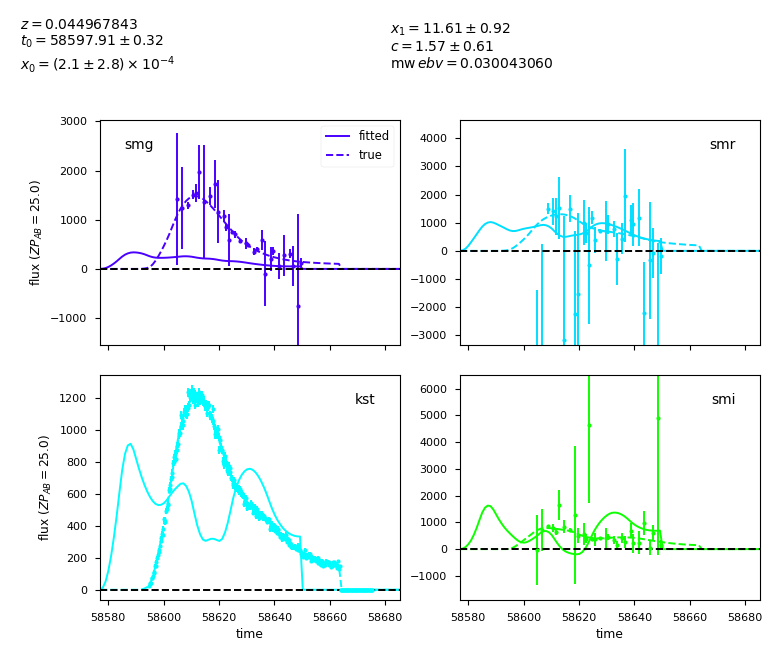 z = 0.044967843
t₀ = 58597.91 ± 0.32
x₀ = (2.1 ± 2.8) × 10⁻⁴
x₁ = 11.61 ± 0.92
c = 1.57 ± 0.61
mw ebv = 0.030043060
3000
2000
1000
0
−1000
flux (ZP_AB = 25.0)
smg
fitted
true
4000
3000
2000
1000
0
−1000
−2000
−3000
smr
1200
1000
800
600
400
200
0
flux (ZP_AB = 25.0)
kst
58580 58600 58620 58640 58660 58680
time
6000
5000
4000
3000
2000
1000
0
−1000
smi
58580 58600 58620 58640 58660 58680
time